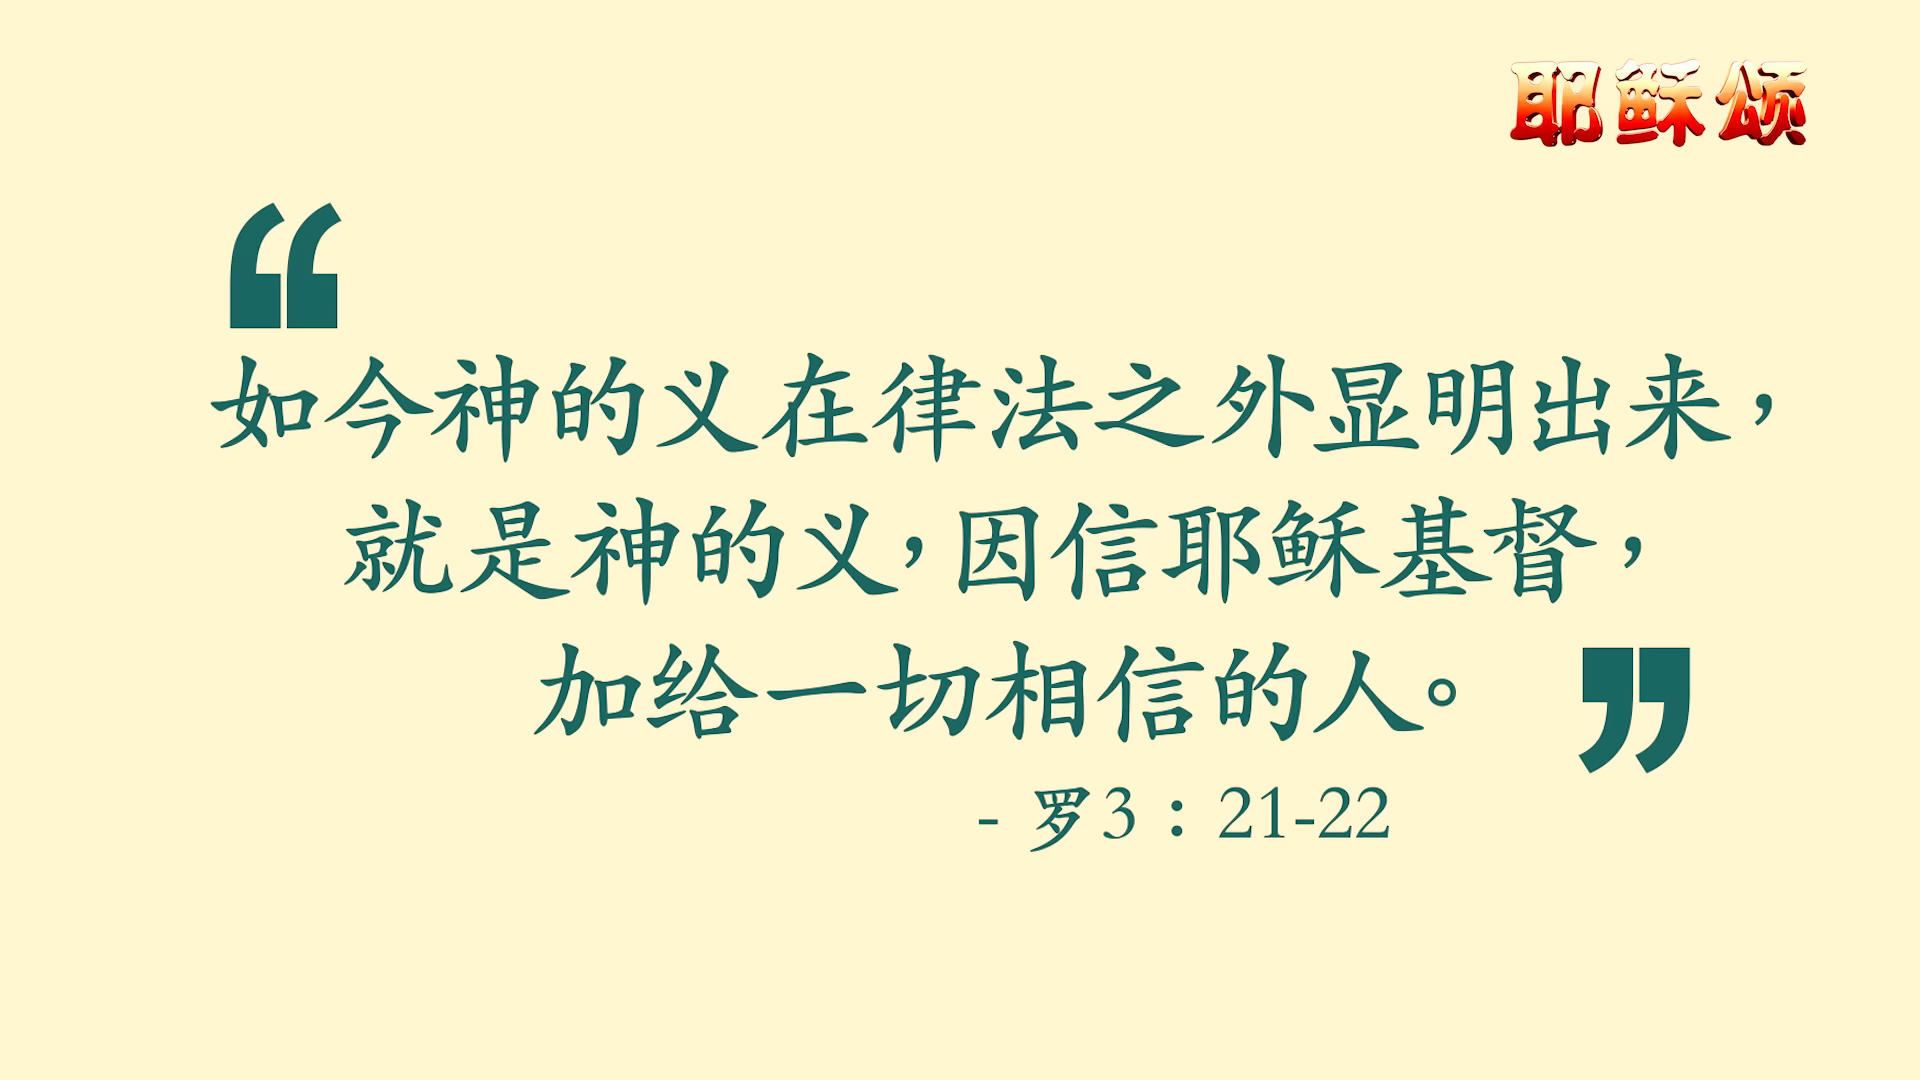 耶稣颂
“
如今神的义在律法之外显明出来，
就是神的义，因信耶稣基督，
加给一切相信的人。”
- 罗3：21-22